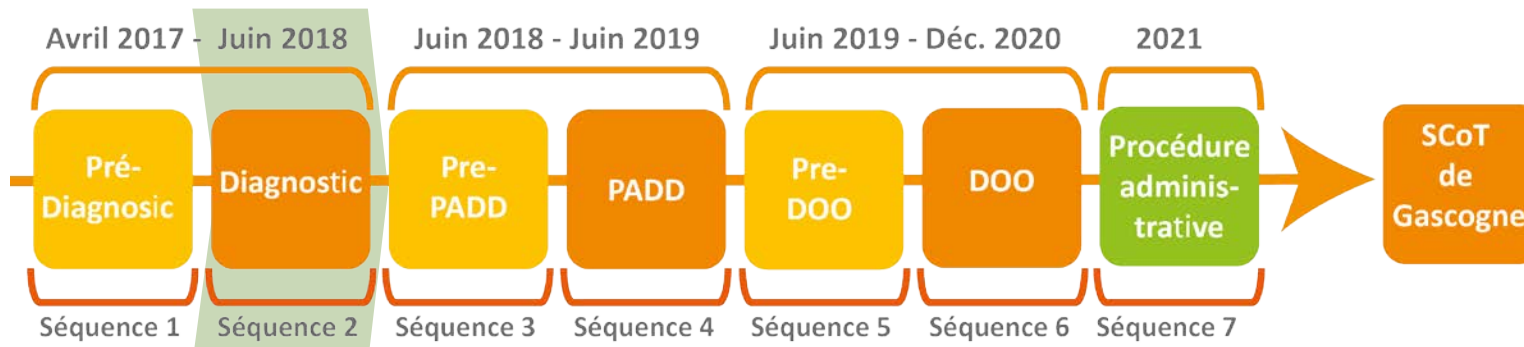 Avril 2017 - Juin 2018
Juin 2018 - Juin 2019
Juin 2019 - Déc. 2020
2021
Pré-
Diagnosic
Diagnostic
Pre-
PADD
PADD
Pre-
DOO
DOO
Procédure
adminis-
trative
SCoT
de
Gascogne
Séquence 1
Séquence 2
Séquence 3
Séquence 4
Séquence 5
Séquence 6
Séquence 7